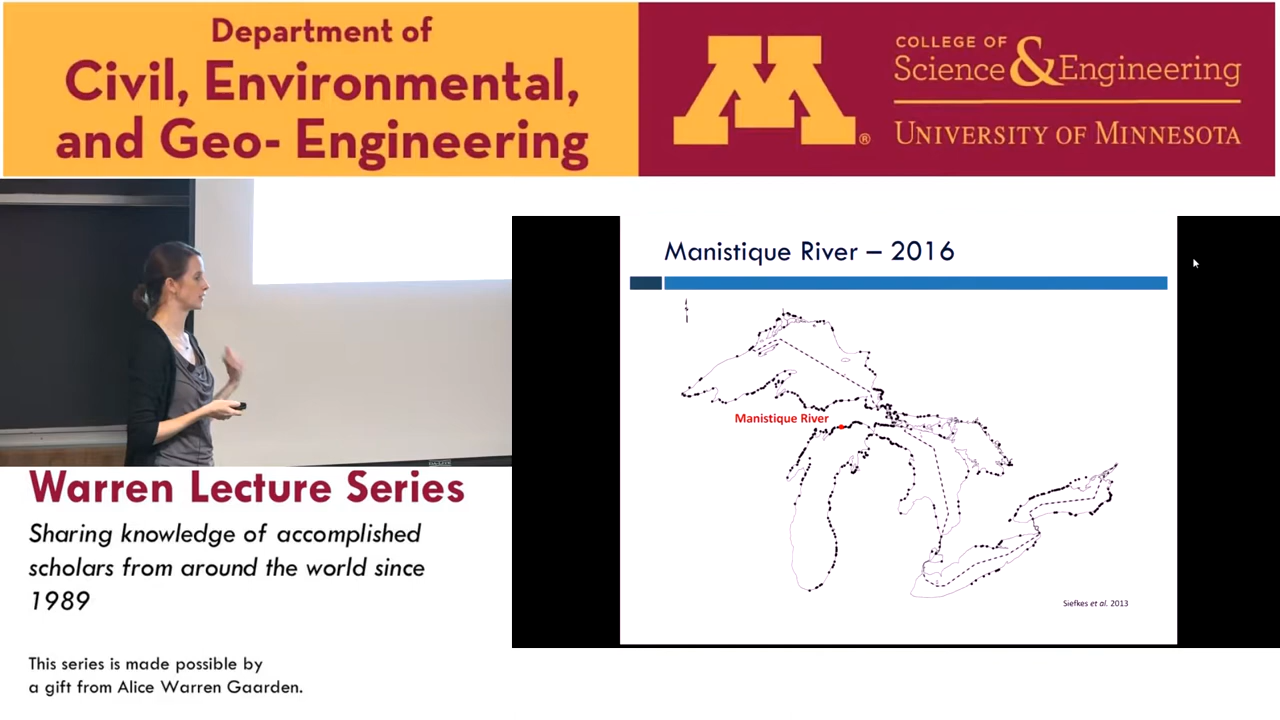 Department of
Civil, Environmental,
and Geo- Engineering
M®
COLLEGE OF
Science & Engineering
UNIVERSITY OF MINNESOTA
Manistique River – 2016
Manistique River
Siefkes et al. 2013
Warren Lecture Series
Sharing knowledge of accomplished
scholars from around the world since
1989
This series is made possible by
a gift from Alice Warren Gaarden.